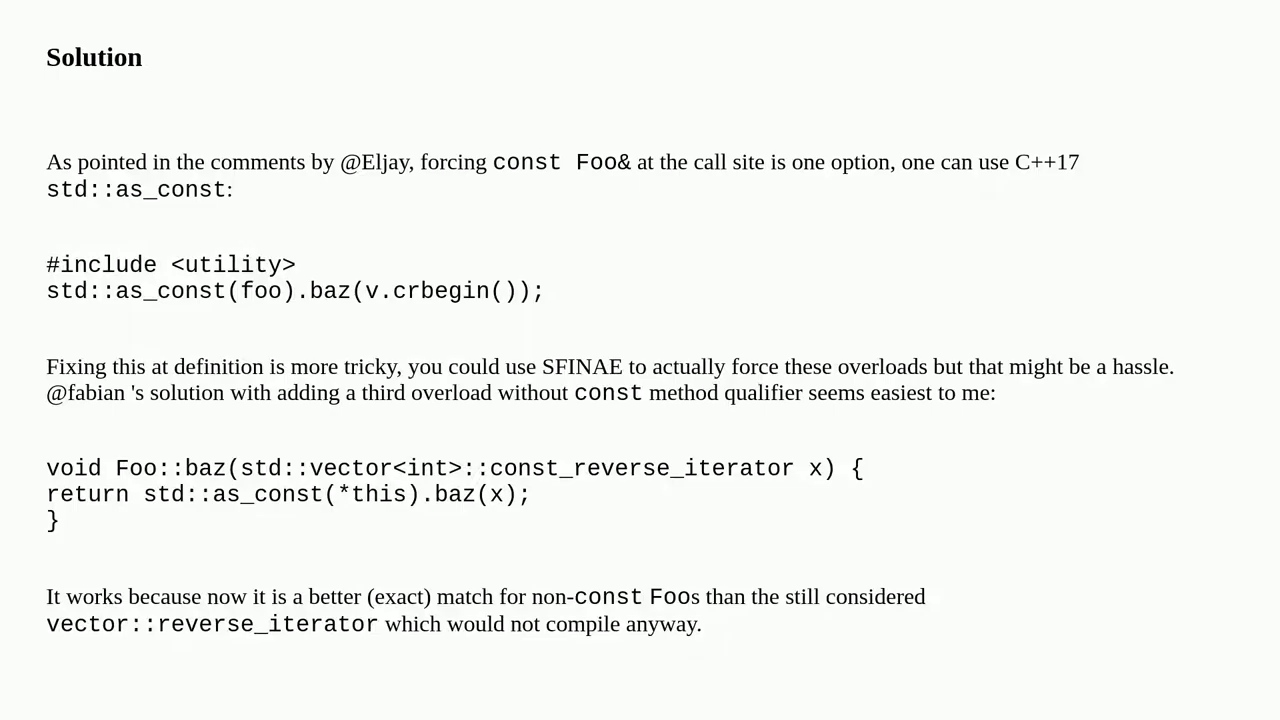 Solution
As pointed in the comments by @Eljay, forcing const Foo& at the call site is one option, one can use C++17
std::as_const:
#include <utility>
std::as_const(foo).baz(v.crbegin());
Fixing this at definition is more tricky, you could use SFINAE to actually force these overloads but that might be a hassle.
@fabian 's solution with adding a third overload without const method qualifier seems easiest to me:
void Foo::baz(std::vector<int>::const_reverse_iterator x) {
return std::as_const(*this).baz(x);
}
It works because now it is a better (exact) match for non-const Foos than the still considered
vector::reverse_iterator which would not compile anyway.